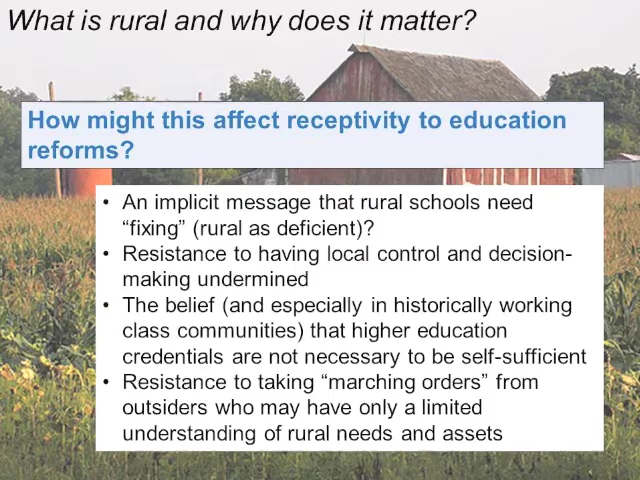 What is rural and why does it matter?
How might this affect receptivity to education
reforms?
• An implicit message that rural schools need
“fixing” (rural as deficient)?
• Resistance to having local control and decision-
making undermined
• The belief (and especially in historically working
class communities) that higher education
credentials are not necessary to be self-sufficient
• Resistance to taking “marching orders” from
outsiders who may have only a limited
understanding of rural needs and assets